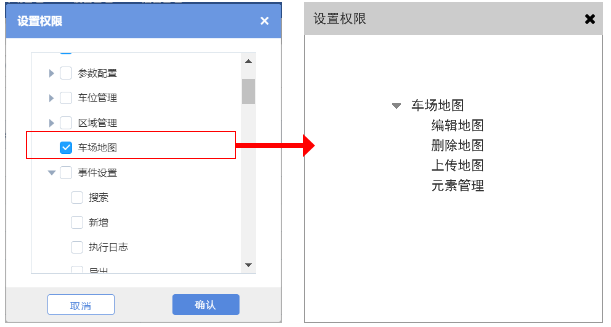 设置权限
参数配置
车位管理
区域管理
车场地图
事件设置
搜索
新增
执行日志
导出
取消
确认
设置权限
车场地图
编辑地图
删除地图
上传地图
元素管理